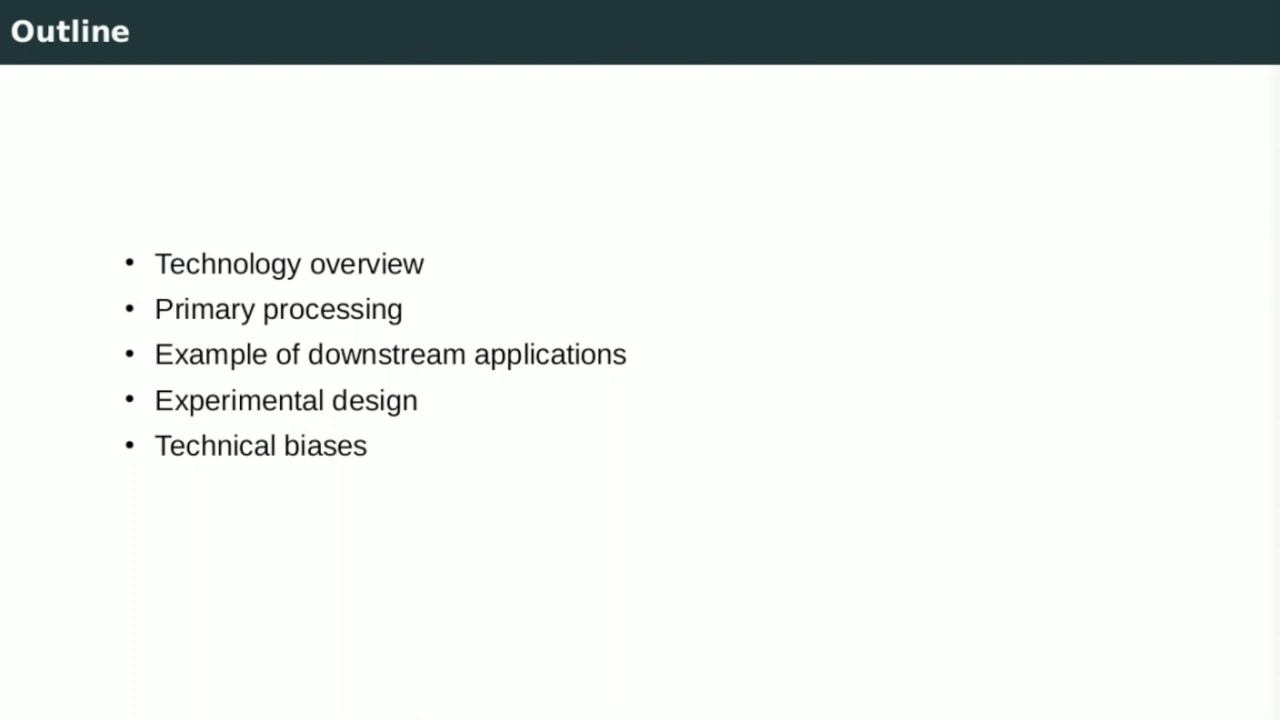 Outline
• Technology overview
• Primary processing
• Example of downstream applications
• Experimental design
• Technical biases